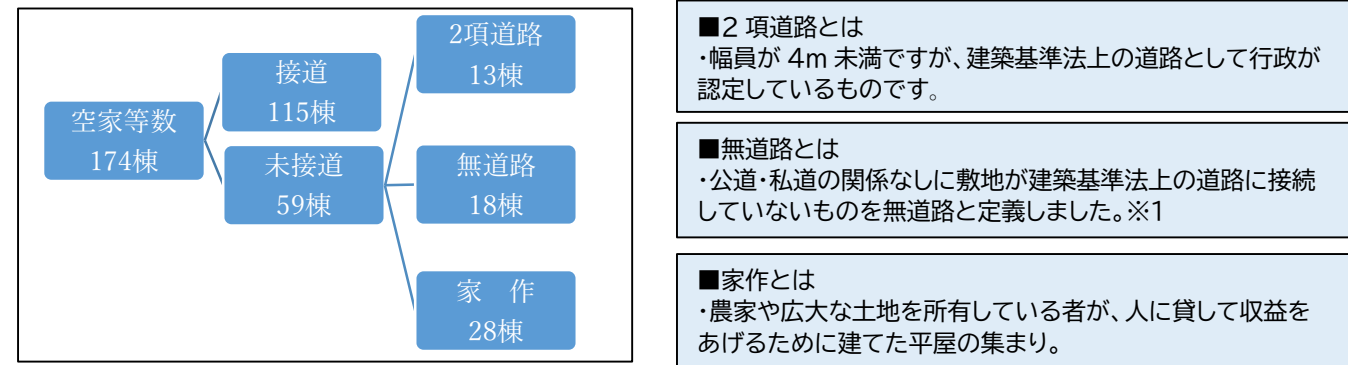 空家等数
174棟
接道
115棟
未接道
59棟
2項道路
13棟
無道路
18棟
家　作
28棟
■2 項道路とは
・幅員が 4m 未満ですが、建築基準法上の道路として行政が
認定しているものです。
■無道路とは
・公道・私道の関係なしに敷地が建築基準法上の道路に接続
していないものを無道路と定義しました。※1
■家作とは
・農家や広大な土地を所有している者が、人に貸して収益を
あげるために建てた平屋の集まり。